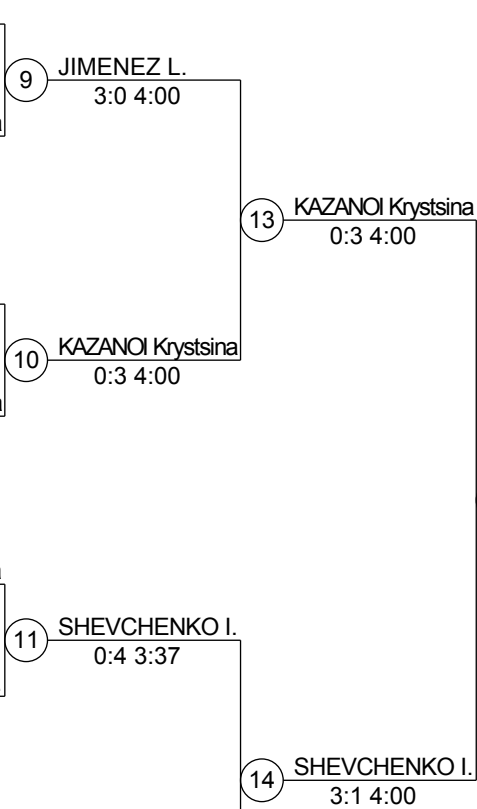 9
JIMENEZ L.
3:0 4:00
13
KAZANOI Krystsina
0:3 4:00
10
KAZANOI Krystsina
0:3 4:00
11
SHEVCHENKO I.
0:4 3:37
14
SHEVCHENKO I.
3:1 4:00